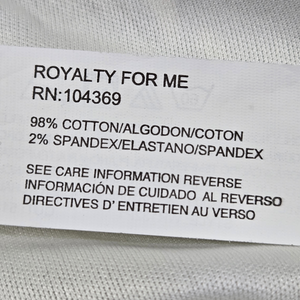 ROYALTY FOR ME
RN:104369
98% COTTON/ALGODON/COTON
2% SPANDEX/ELASTANO/SPANDEX
SEE CARE INFORMATION REVERSE
INFORMACIÓN DE CUIDADO AL REVERSO
DIRECTIVES D' ENTRETIEN AU VERSO